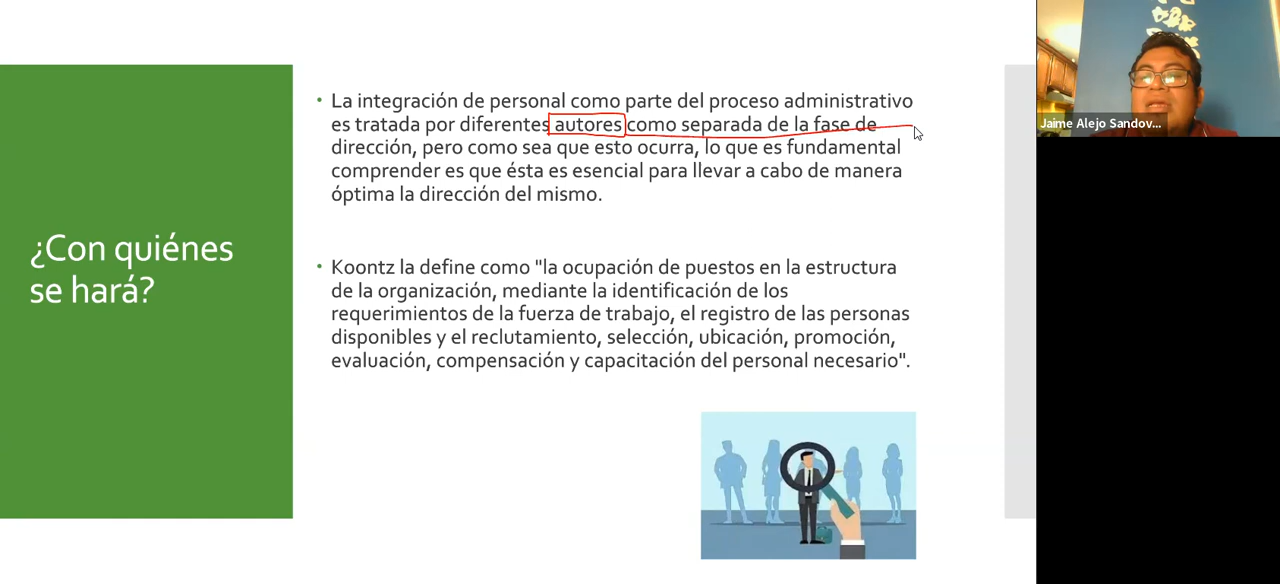 ¿Con quiénes
se hará?
• La integración de personal como parte del proceso administrativo
es tratada por diferentes autores como separada de la fase de
dirección, pero como sea que esto ocurra, lo que es fundamental
comprender es que ésta es esencial para llevar a cabo de manera
óptima la dirección del mismo.
• Koontz la define como "la ocupación de puestos en la estructura
de la organización, mediante la identificación de los
requerimientos de la fuerza de trabajo, el registro de las personas
disponibles y el reclutamiento, selección, ubicación, promoción,
evaluación, compensación y capacitación del personal necesario".
Jaime Alejo Sandov...